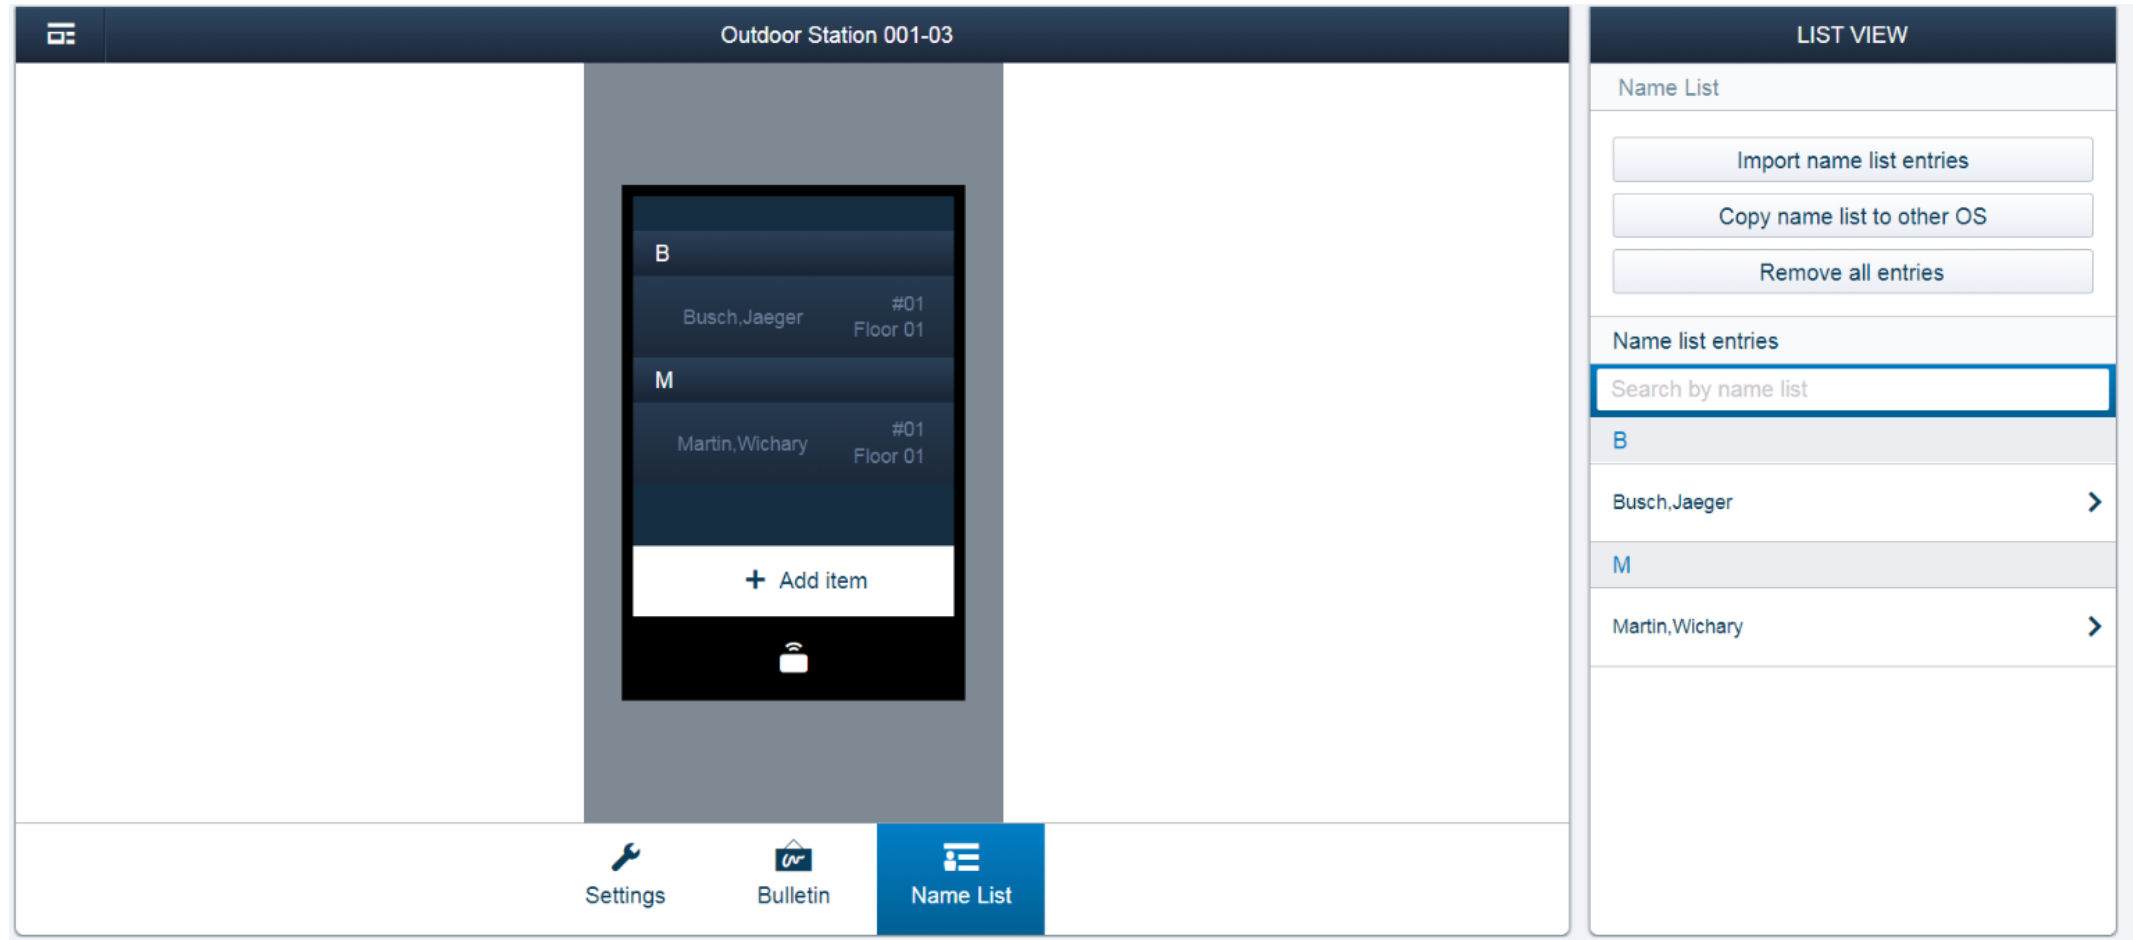 Outdoor Station 001-03
B
Busch,Jaeger
#01
Floor 01
M
Martin,Wichary
#01
Floor 01
+ Add item
Settings
Bulletin
Name List
LIST VIEW
Name List
Import name list entries
Copy name list to other OS
Remove all entries
Name list entries
Search by name list
B
Busch,Jaeger
M
Martin,Wichary